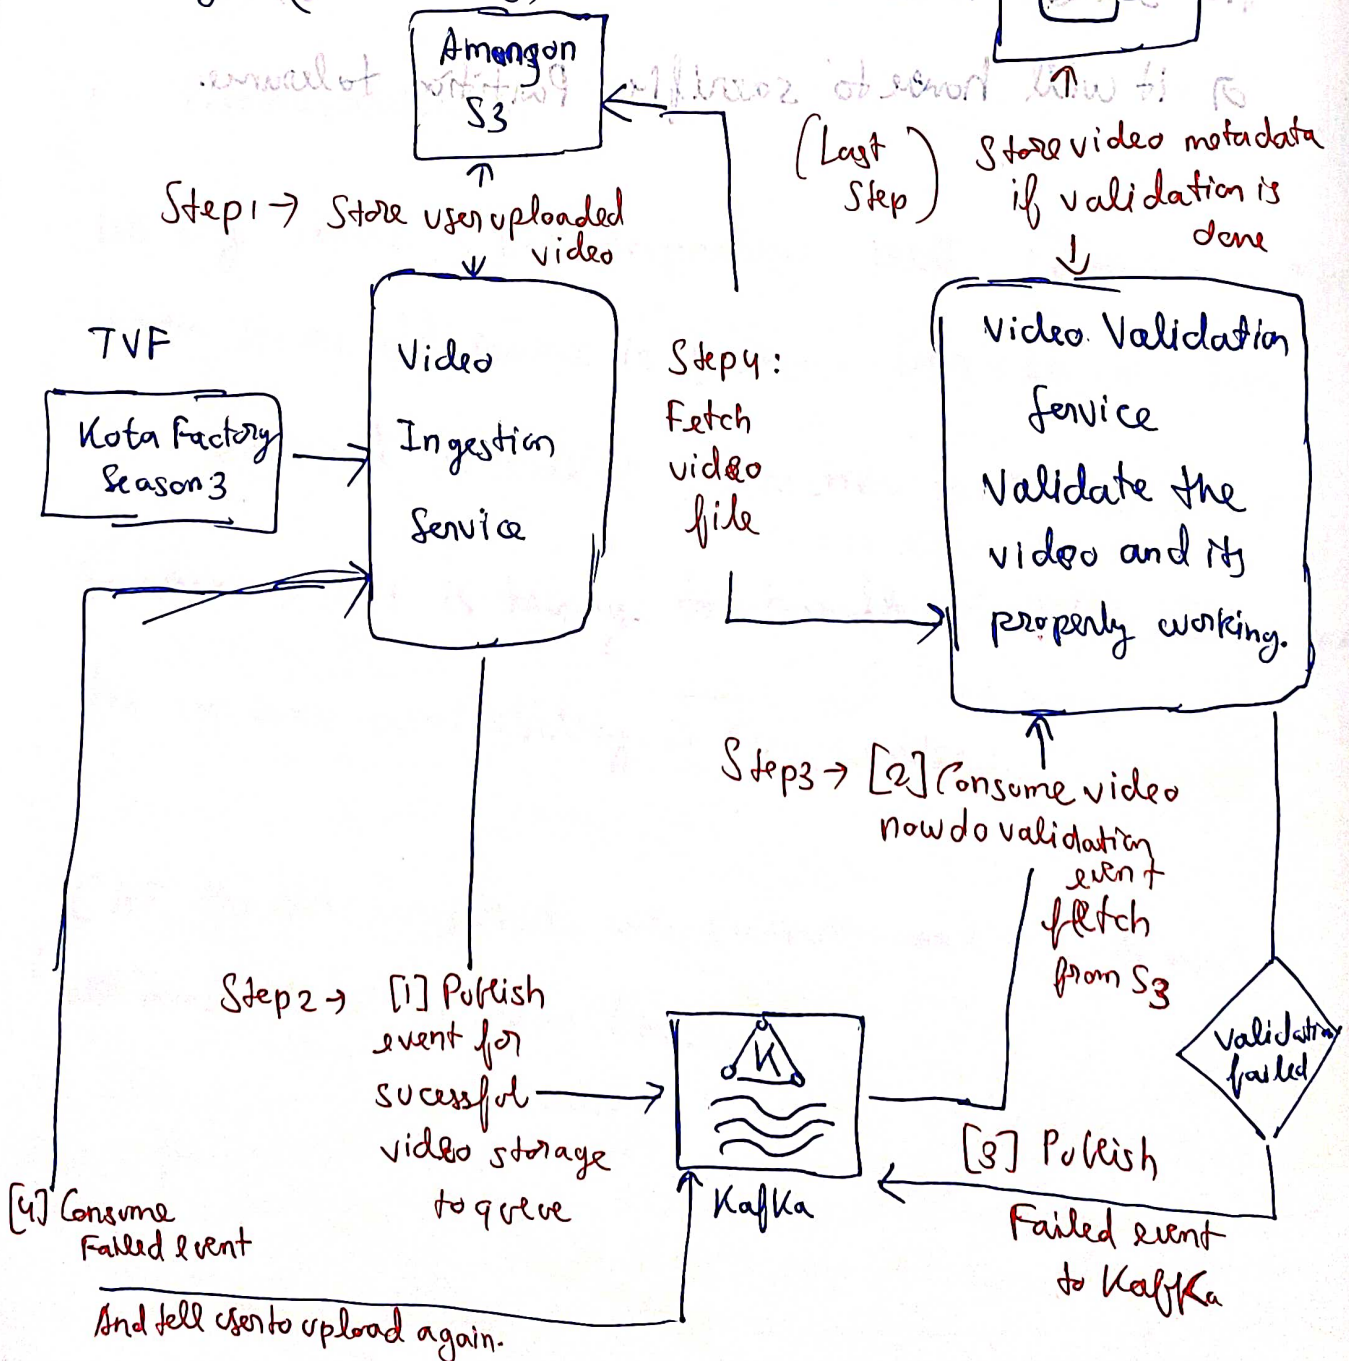 Amangon
S3
Step1 → Store user uploaded
video
(Last
Step)
Store video metadata
if validation is
done
TVF
Kota Factory
Season 3
Video
Ingestion
Service
Step4:
Fetch
video
file
Video Validation
Service
Validate the
video and its
properly working.
Step3 → [2] Consume video
now do validation
event
fetch
from S3
Step2 → [1] Publish
event for
sucessful
video storage
to queue
K
Kafka
Validation
failed
[3] Publish
Failed event
to Kafka
[4] Consume
Failed event
And tell user to upload again.